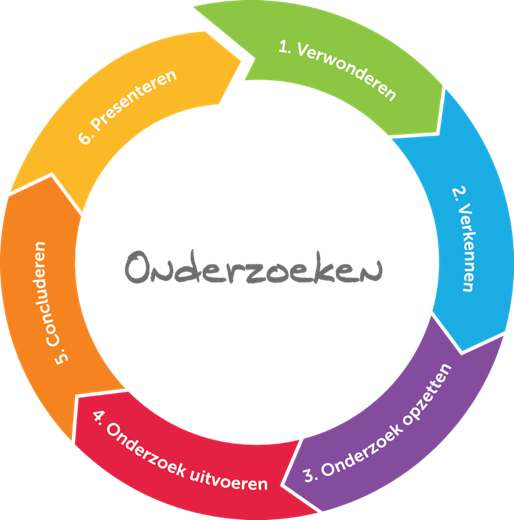 1. Verwonderen
2. Verkennen
3. Onderzoek opzetten
4. Onderzoek uitvoeren
5. Concluderen
6. Presenteren
Onderzoeken